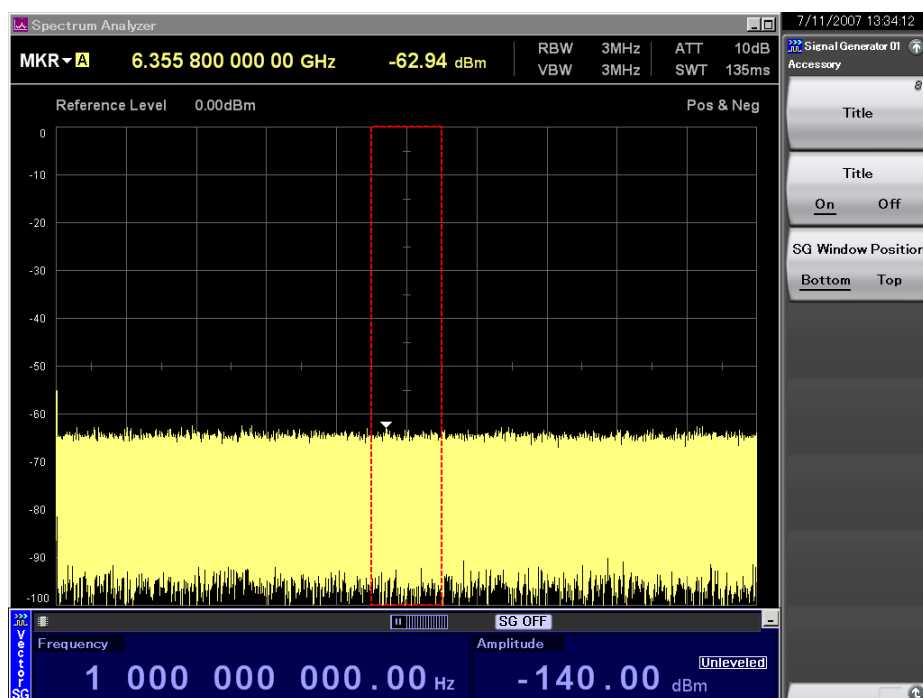 Spectrum Analyzer
7/11/2007 13:34:12
MKR A 6.355 800 000 00 GHz -62.94 dBm
RBW 3MHz ATT 10dB
VBW 3MHz SWT 135ms
Signal Generator 01
Accessory
8
Title
Title
On Off
SG Window Position
Bottom Top
Reference Level 0.00dBm Pos & Neg
0
-10
-20
-30
-40
-50
-60
-70
-80
-90
-100
SG OFF
Vector SG
Frequency Amplitude
1 000 000 000.00 Hz -140.00 dBm
Unleveled